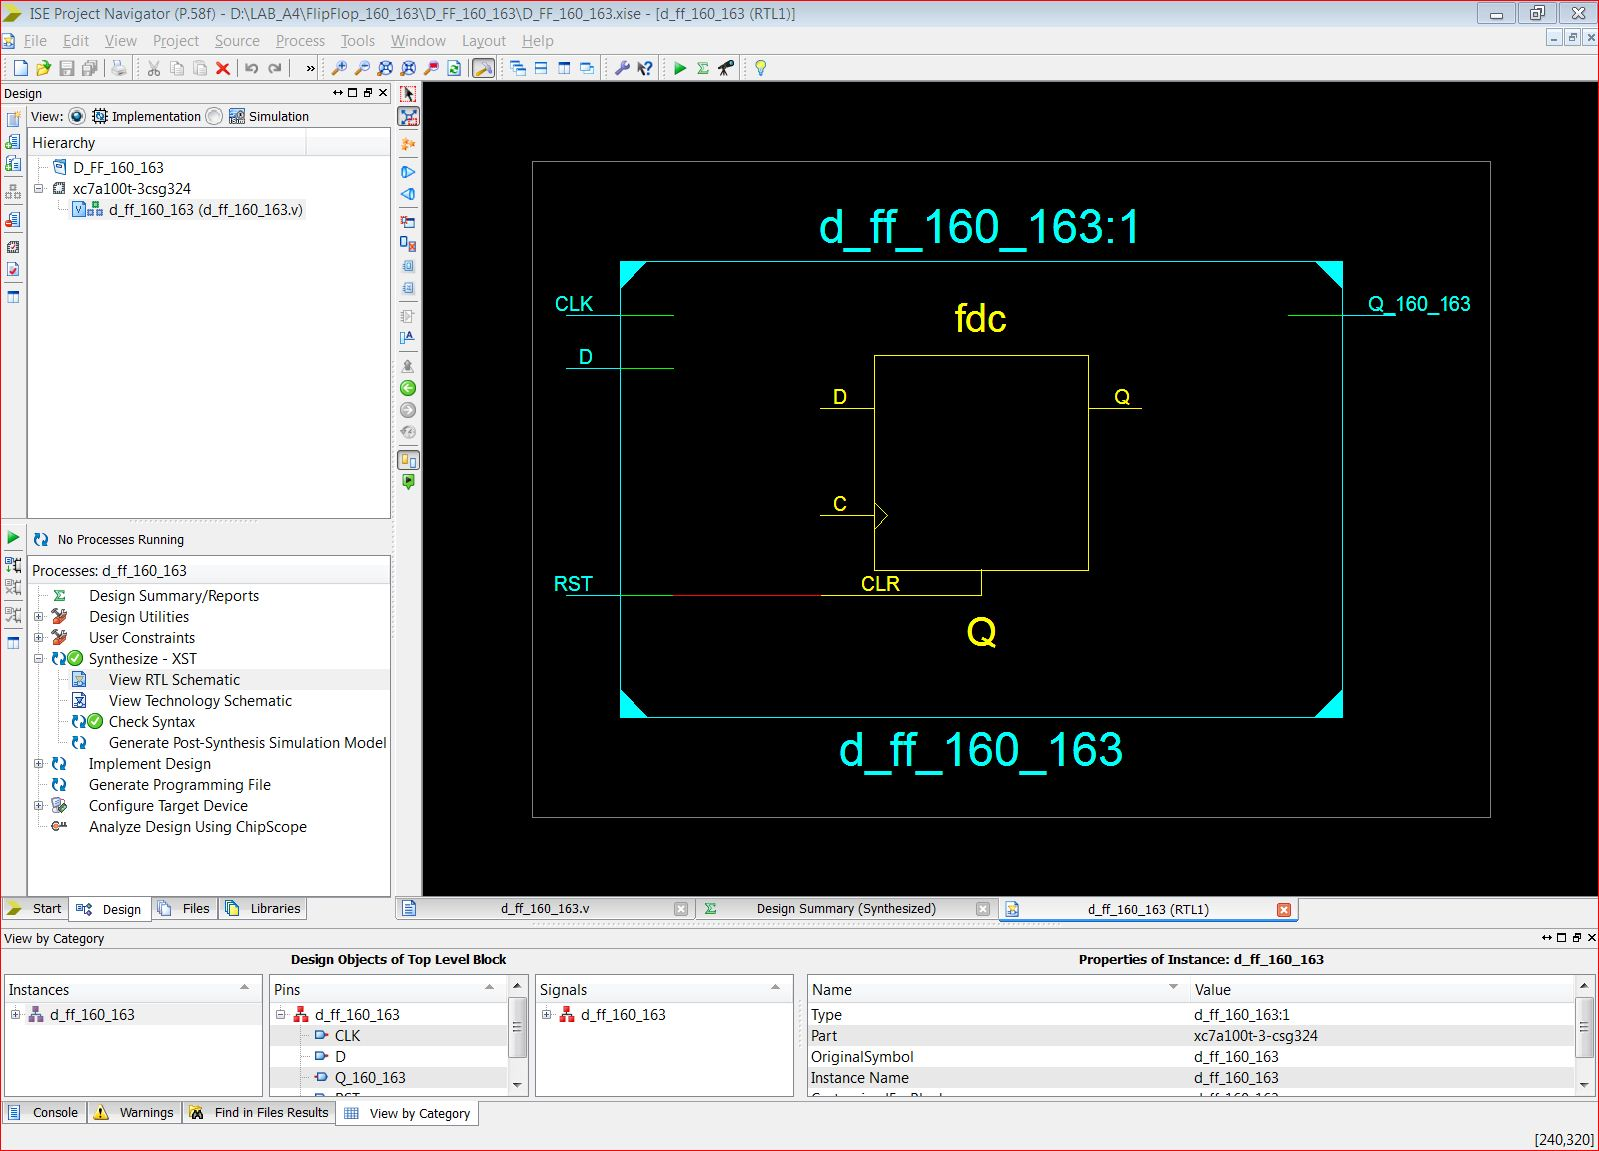 ISE Project Navigator (P.58f) - D:\LAB_A4\FlipFlop_160_163\D_FF_160_163\D_FF_160_163.xise - [d_ff_160_163 (RTL1)]
File Edit View Project Source Process Tools Window Layout Help
Design
View: Implementation Simulation
Hierarchy
D_FF_160_163
xc7a100t-3csg324
d_ff_160_163 (d_ff_160_163.v)
No Processes Running
Processes: d_ff_160_163
Design Summary/Reports
Design Utilities
User Constraints
Synthesize - XST
View RTL Schematic
View Technology Schematic
Check Syntax
Generate Post-Synthesis Simulation Model
Implement Design
Generate Programming File
Configure Target Device
Analyze Design Using ChipScope
Start Design Files Libraries
d_ff_160_163:1
CLK
D
RST
fdc
D
C
CLR
Q
Q
Q_160_163
d_ff_160_163
d_ff_160_163.v
Design Summary (Synthesized)
d_ff_160_163 (RTL1)
View by Category
Design Objects of Top Level Block
Instances
d_ff_160_163
Pins
d_ff_160_163
CLK
D
Q_160_163
Signals
d_ff_160_163
Properties of Instance: d_ff_160_163
Name Value
Type d_ff_160_163:1
Part xc7a100t-3-csg324
OriginalSymbol d_ff_160_163
Instance Name d_ff_160_163
Console Warnings Find in Files Results View by Category
[240,320]